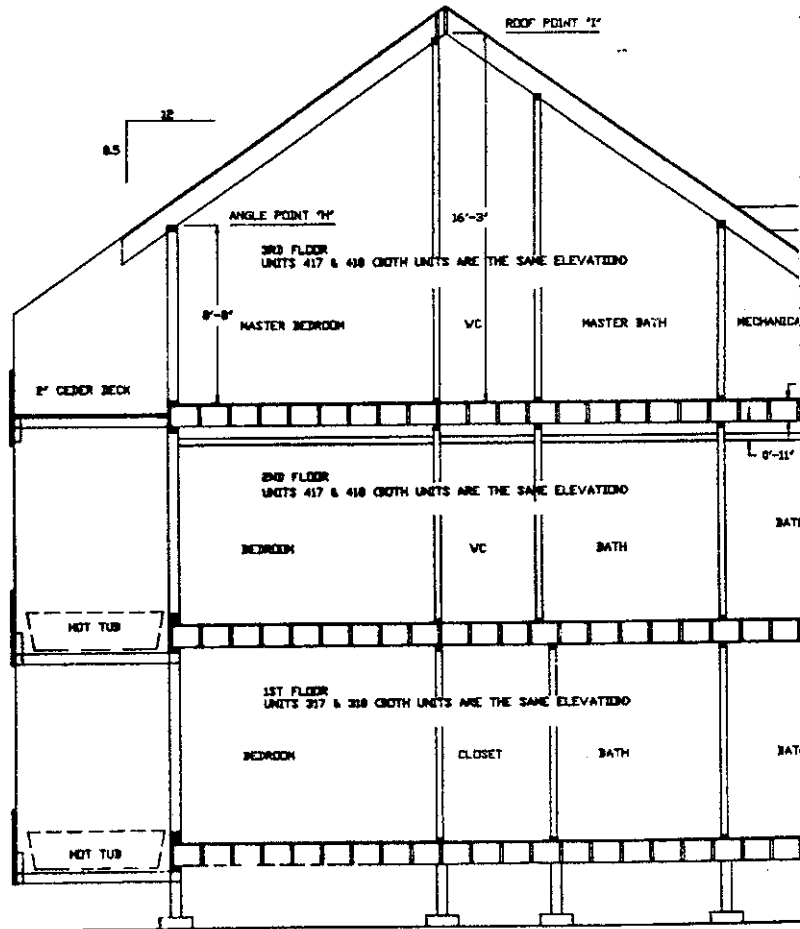 ROOF POINT "I"
12
8.5
ANGLE POINT "H"
16'-3"
3RD FLOOR
UNITS 417 & 418 (BOTH UNITS ARE THE SAME ELEVATION)
8'-8"
MASTER BEDROOM
WC
MASTER BATH
MECHANICA
2" CEDER DECK
0'-11"
2ND FLOOR
UNITS 417 & 418 (BOTH UNITS ARE THE SAME ELEVATION)
BEDROOM
WC
BATH
BATH
HOT TUB
1ST FLOOR
UNITS 317 & 318 (BOTH UNITS ARE THE SAME ELEVATION)
BEDROOM
CLOSET
BATH
BATH
HOT TUB